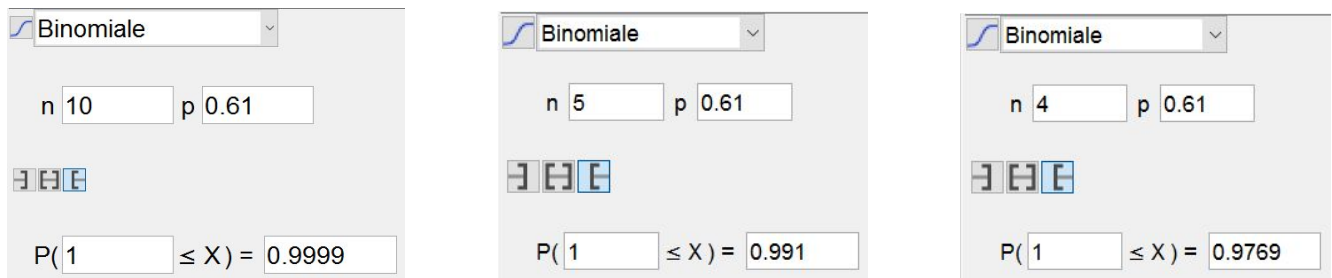 Binomiale
n 10 p 0.61
P( 1 ≤ X ) = 0.9999
Binomiale
n 5 p 0.61
P( 1 ≤ X ) = 0.991
Binomiale
n 4 p 0.61
P( 1 ≤ X ) = 0.9769